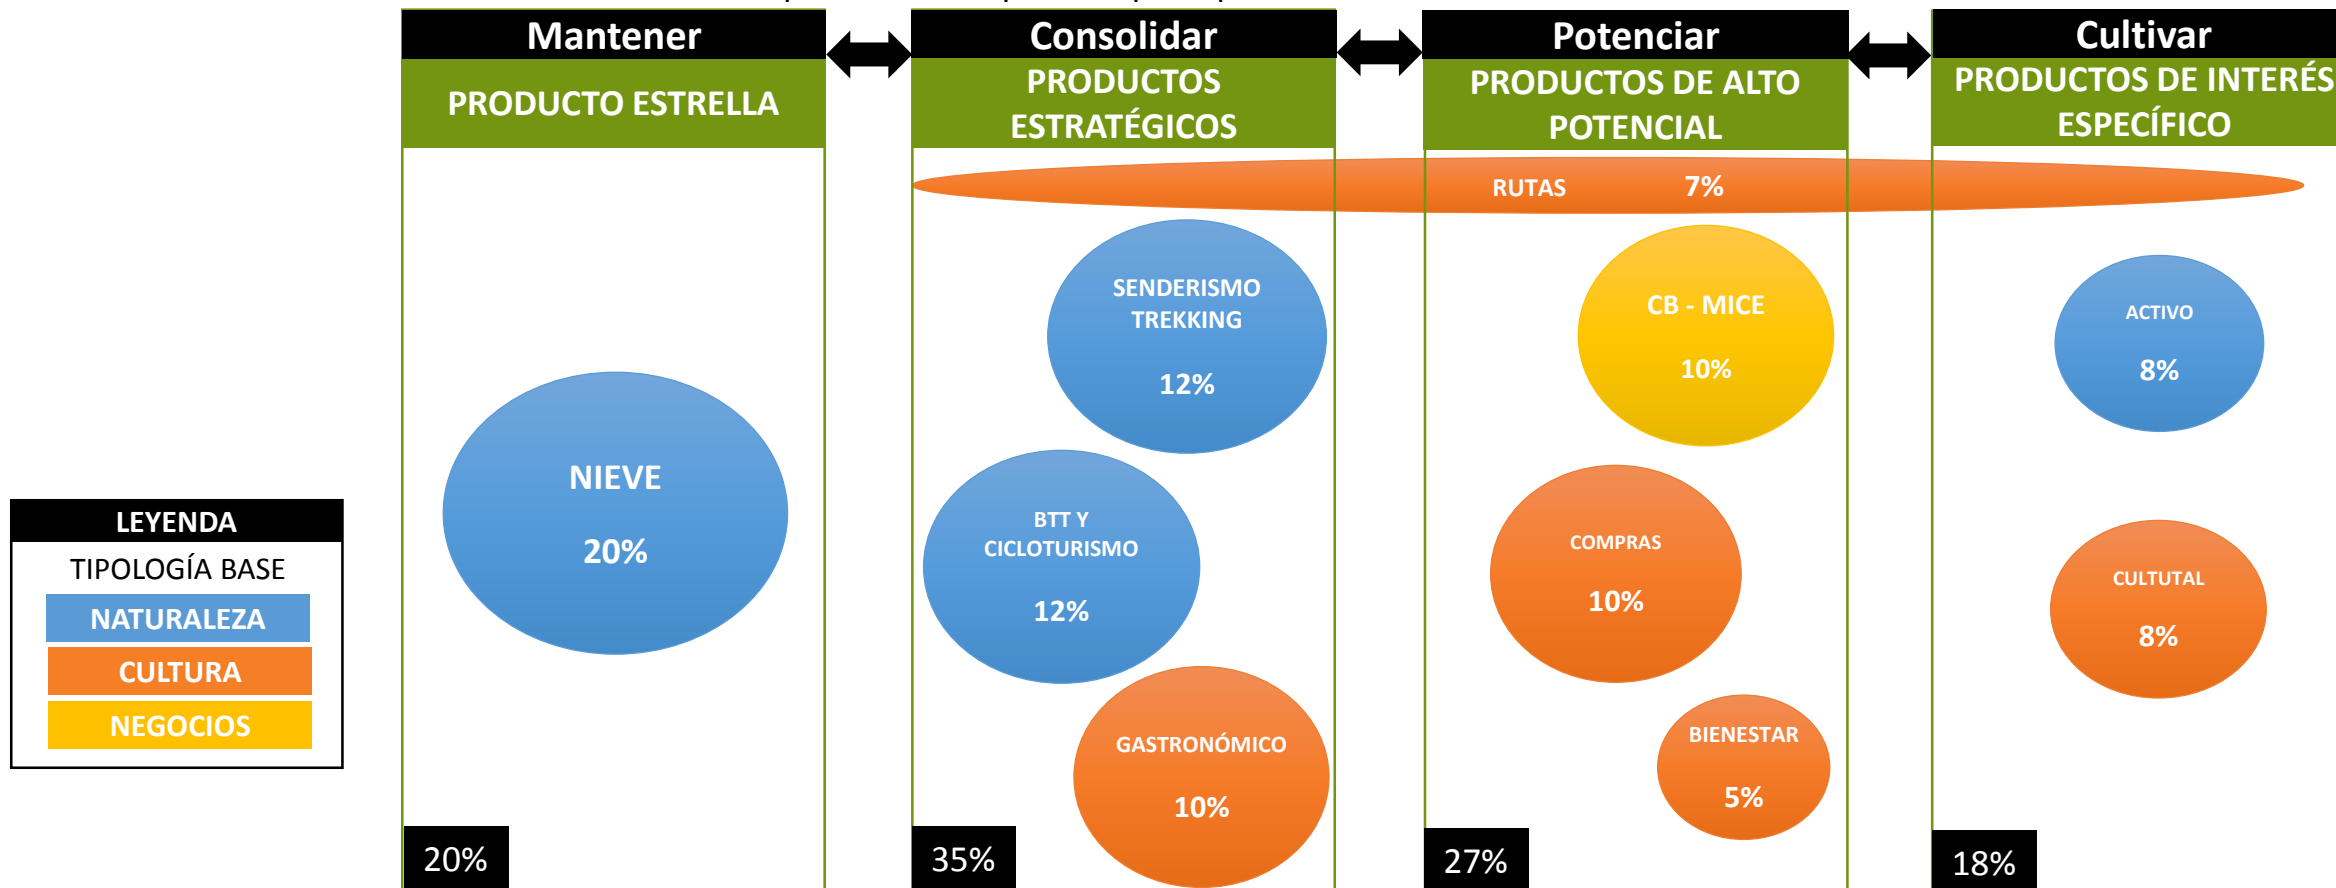 Mantener
PRODUCTO ESTRELLA
NIEVE
20%
20%
Consolidar
PRODUCTOS
ESTRATÉGICOS
RUTAS 7%
SENDERISMO
TREKKING
12%
BTT Y
CICLOTURISMO
12%
GASTRONÓMICO
10%
35%
Potenciar
PRODUCTOS DE ALTO
POTENCIAL
CB - MICE
10%
COMPRAS
10%
BIENESTAR
5%
27%
Cultivar
PRODUCTOS DE INTERÉS
ESPECÍFICO
ACTIVO
8%
CULTUTAL
8%
18%
LEYENDA
TIPOLOGÍA BASE
NATURALEZA
CULTURA
NEGOCIOS